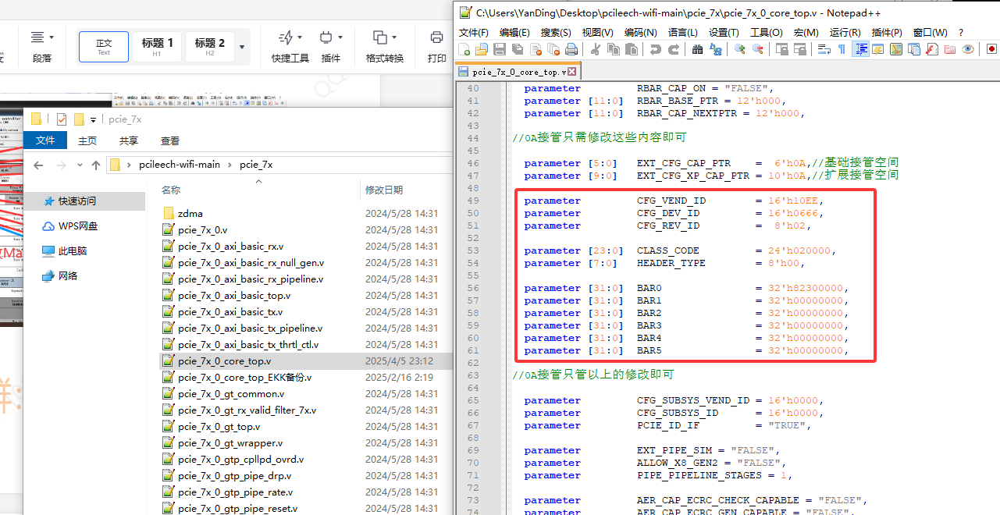 段落
正文
Text
标题 1
H1
标题 2
H2
快捷工具
插件
格式转换
打印
pcie_7x
文件
主页
共享
查看
pcileech-wifi-main
pcie_7x
快速访问
WPS网盘
此电脑
网络
名称
修改日期
zdma
2024/5/28 14:31
pcie_7x_0.v
2024/5/28 14:31
pcie_7x_0_axi_basic_rx.v
2024/5/28 14:31
pcie_7x_0_axi_basic_rx_null_gen.v
2024/5/28 14:31
pcie_7x_0_axi_basic_rx_pipeline.v
2024/5/28 14:31
pcie_7x_0_axi_basic_top.v
2024/5/28 14:31
pcie_7x_0_axi_basic_tx.v
2024/5/28 14:31
pcie_7x_0_axi_basic_tx_pipeline.v
2024/5/28 14:31
pcie_7x_0_axi_basic_tx_thrtl_ctl.v
2024/5/28 14:31
pcie_7x_0_core_top.v
2025/4/5 23:12
pcie_7x_0_core_top_EKK备份.v
2025/2/16 2:19
pcie_7x_0_gt_common.v
2024/5/28 14:31
pcie_7x_0_gt_rx_valid_filter_7x.v
2024/5/28 14:31
pcie_7x_0_gt_top.v
2024/5/28 14:31
pcie_7x_0_gt_wrapper.v
2024/5/28 14:31
pcie_7x_0_gtp_cpllpd_ovrd.v
2024/5/28 14:31
pcie_7x_0_gtp_pipe_drp.v
2024/5/28 14:31
pcie_7x_0_gtp_pipe_rate.v
2024/5/28 14:31
pcie_7x_0_gtp_pipe_reset.v
2024/5/28 14:31
C:\Users\YanDing\Desktop\pcileech-wifi-main\pcie_7x\pcie_7x_0_core_top.v - Notepad++
文件(F) 编辑(E) 搜索(S) 视图(V) 编码(N) 语言(L) 设置(T) 工具(O) 宏(M) 运行(R) 插件(P) 窗口(W) ?
pcie_7x_0_core_top.v
40 parameter RBAR_CAP_ON = "FALSE",
41 parameter [11:0] RBAR_BASE_PTR = 12'h000,
42 parameter [11:0] RBAR_CAP_NEXTPTR = 12'h000,
43
44 //0A接管只需修改这些内容即可
45
46 parameter [5:0] EXT_CFG_CAP_PTR = 6'h0A,//基础接管空间
47 parameter [9:0] EXT_CFG_XP_CAP_PTR = 10'h0A,//扩展接管空间
48
49 parameter CFG_VEND_ID = 16'h10EE,
50 parameter CFG_DEV_ID = 16'h0666,
51 parameter CFG_REV_ID = 8'h02,
52
53 parameter [23:0] CLASS_CODE = 24'h020000,
54 parameter [7:0] HEADER_TYPE = 8'h00,
55
56 parameter [31:0] BAR0 = 32'h82300000,
57 parameter [31:0] BAR1 = 32'h00000000,
58 parameter [31:0] BAR2 = 32'h00000000,
59 parameter [31:0] BAR3 = 32'h00000000,
60 parameter [31:0] BAR4 = 32'h00000000,
61 parameter [31:0] BAR5 = 32'h00000000,
62
63 //0A接管只管以上的修改即可
64
65 parameter CFG_SUBSYS_VEND_ID = 16'h0000,
66 parameter CFG_SUBSYS_ID = 16'h0000,
67 parameter PCIE_ID_IF = "TRUE",
68
69 parameter EXT_PIPE_SIM = "FALSE",
70 parameter ALLOW_X8_GEN2 = "FALSE",
71 parameter PIPE_PIPELINE_STAGES = 1,
72
73 parameter AER_CAP_ECRC_CHECK_CAPABLE = "FALSE",
74 parameter AER_CAP_ECRC_GEN_CAPABLE = "FALSE",